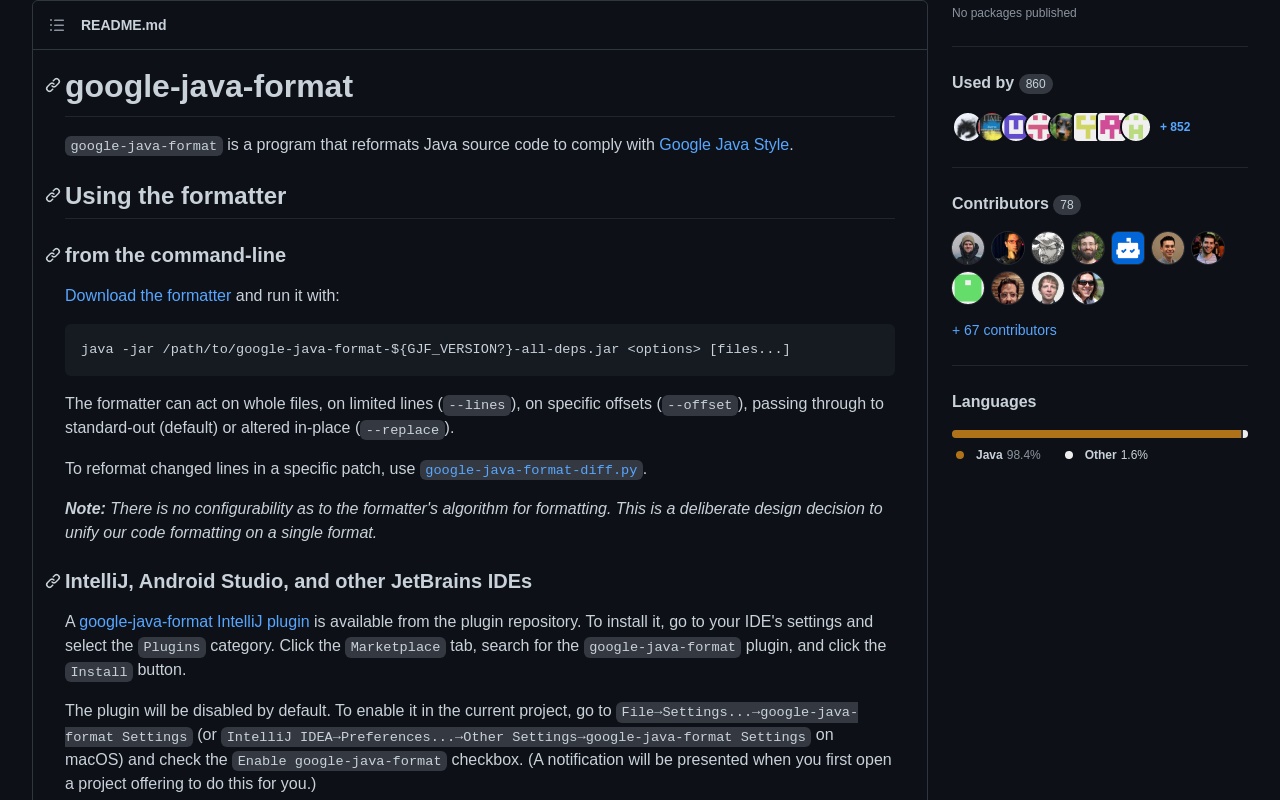 README.md
google-java-format
google-java-format is a program that reformats Java source code to comply with Google Java Style.
Using the formatter
from the command-line
Download the formatter and run it with:
java -jar /path/to/google-java-format-${GJF_VERSION?}-all-deps.jar <options> [files...]
The formatter can act on whole files, on limited lines (--lines), on specific offsets (--offset), passing through to
standard-out (default) or altered in-place (--replace).
To reformat changed lines in a specific patch, use google-java-format-diff.py.
Note: There is no configurability as to the formatter's algorithm for formatting. This is a deliberate design decision to
unify our code formatting on a single format.
IntelliJ, Android Studio, and other JetBrains IDEs
A google-java-format IntelliJ plugin is available from the plugin repository. To install it, go to your IDE's settings and
select the Plugins category. Click the Marketplace tab, search for the google-java-format plugin, and click the
Install button.
The plugin will be disabled by default. To enable it in the current project, go to File→Settings...→google-java-
format Settings (or IntelliJ IDEA→Preferences...→Other Settings→google-java-format Settings on
macOS) and check the Enable google-java-format checkbox. (A notification will be presented when you first open
a project offering to do this for you.)
No packages published
Used by 860
+ 852
Contributors 78
+ 67 contributors
Languages
Java 98.4% Other 1.6%